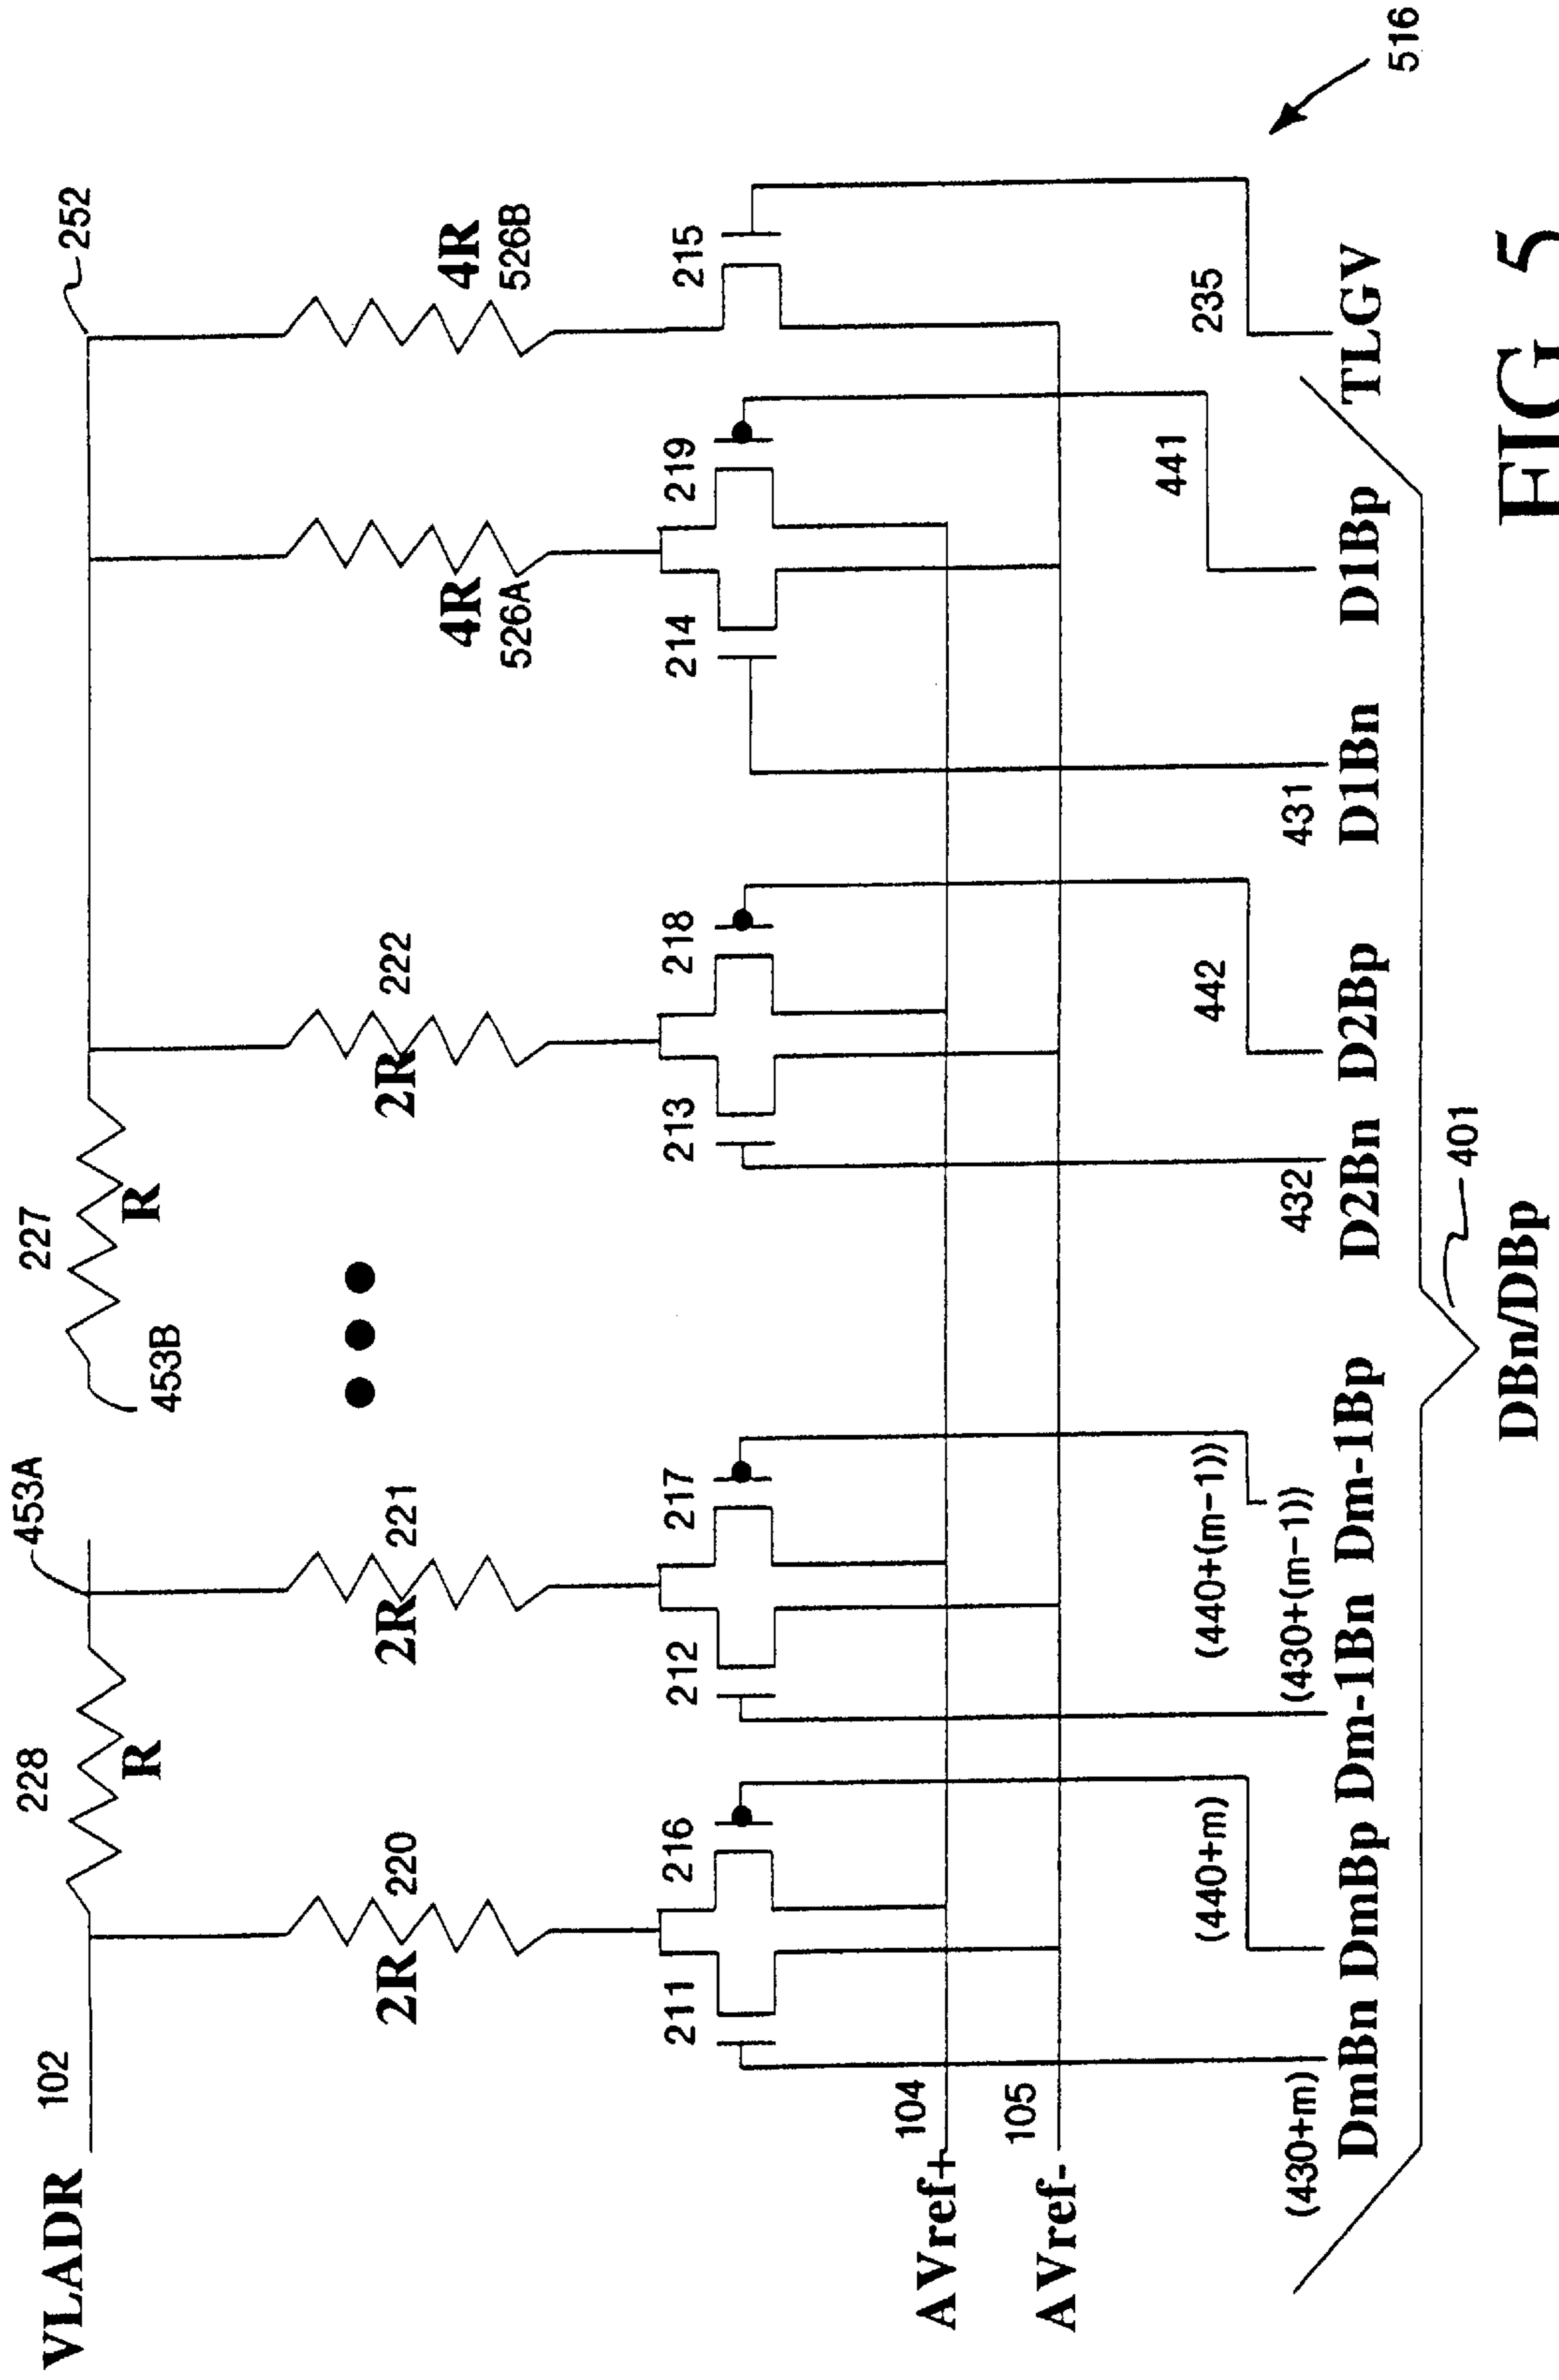 VLADR 102 228 453A 227 252
R 453B R
2R 220 2R 221 2R 222 4R 526A 4R 526B
211 216 212 217 213 218 214 219 215
AVref+ 104
AVref- 105
(440+m) (440+(m-1)) 442 441 235
(430+m) (430+(m-1)) 432 431
DmBn DmBp Dm-1Bn Dm-1Bp D2Bn D2Bp D1Bn D1Bp TLGV
401
DBn/DBp
516
FIG 5